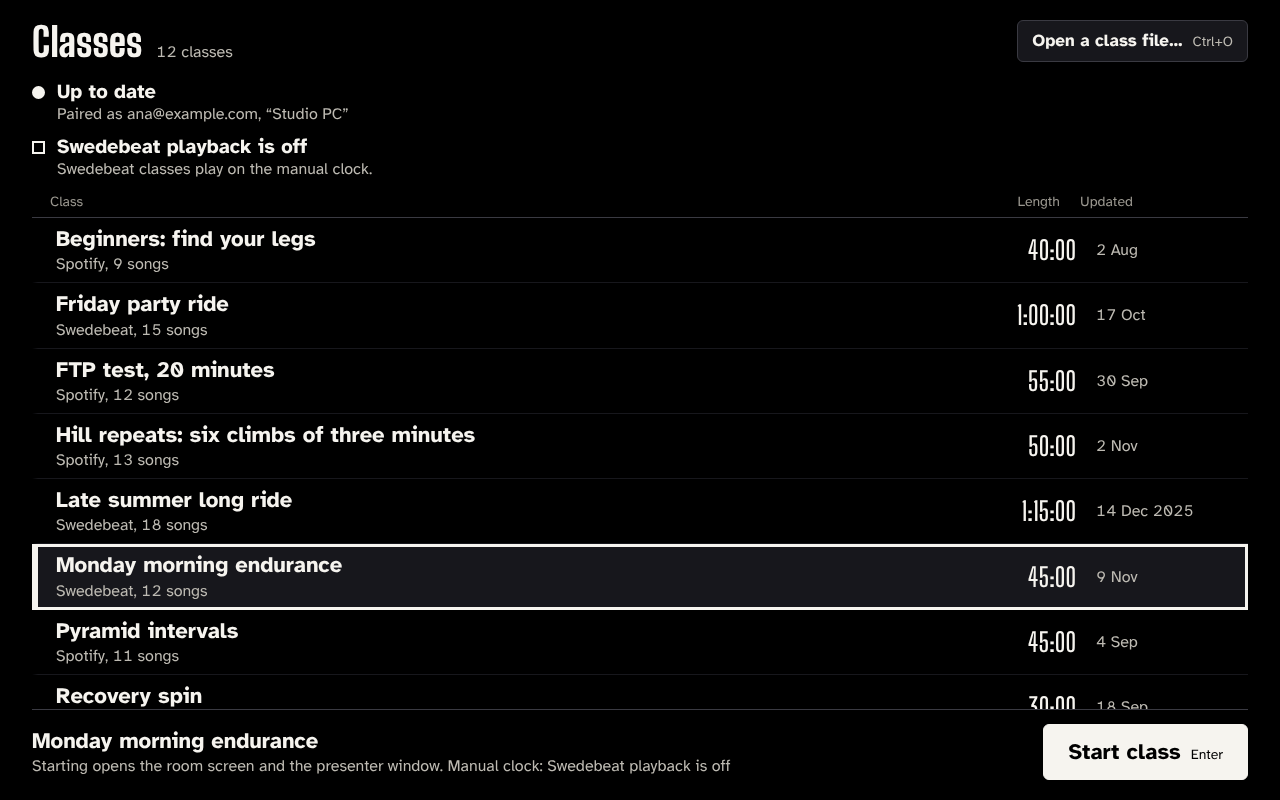 Classes 12 classes
Open a class file... Ctrl+O
Up to date
Paired as ana@example.com, “Studio PC”
Swedebeat playback is off
Swedebeat classes play on the manual clock.
Class Length Updated
Beginners: find your legs
Spotify, 9 songs
40:00 2 Aug
Friday party ride
Swedebeat, 15 songs
1:00:00 17 Oct
FTP test, 20 minutes
Spotify, 12 songs
55:00 30 Sep
Hill repeats: six climbs of three minutes
Spotify, 13 songs
50:00 2 Nov
Late summer long ride
Swedebeat, 18 songs
1:15:00 14 Dec 2025
Monday morning endurance
Swedebeat, 12 songs
45:00 9 Nov
Pyramid intervals
Spotify, 11 songs
45:00 4 Sep
Recovery spin
30:00 18 Sep
Monday morning endurance
Starting opens the room screen and the presenter window. Manual clock: Swedebeat playback is off
Start class Enter